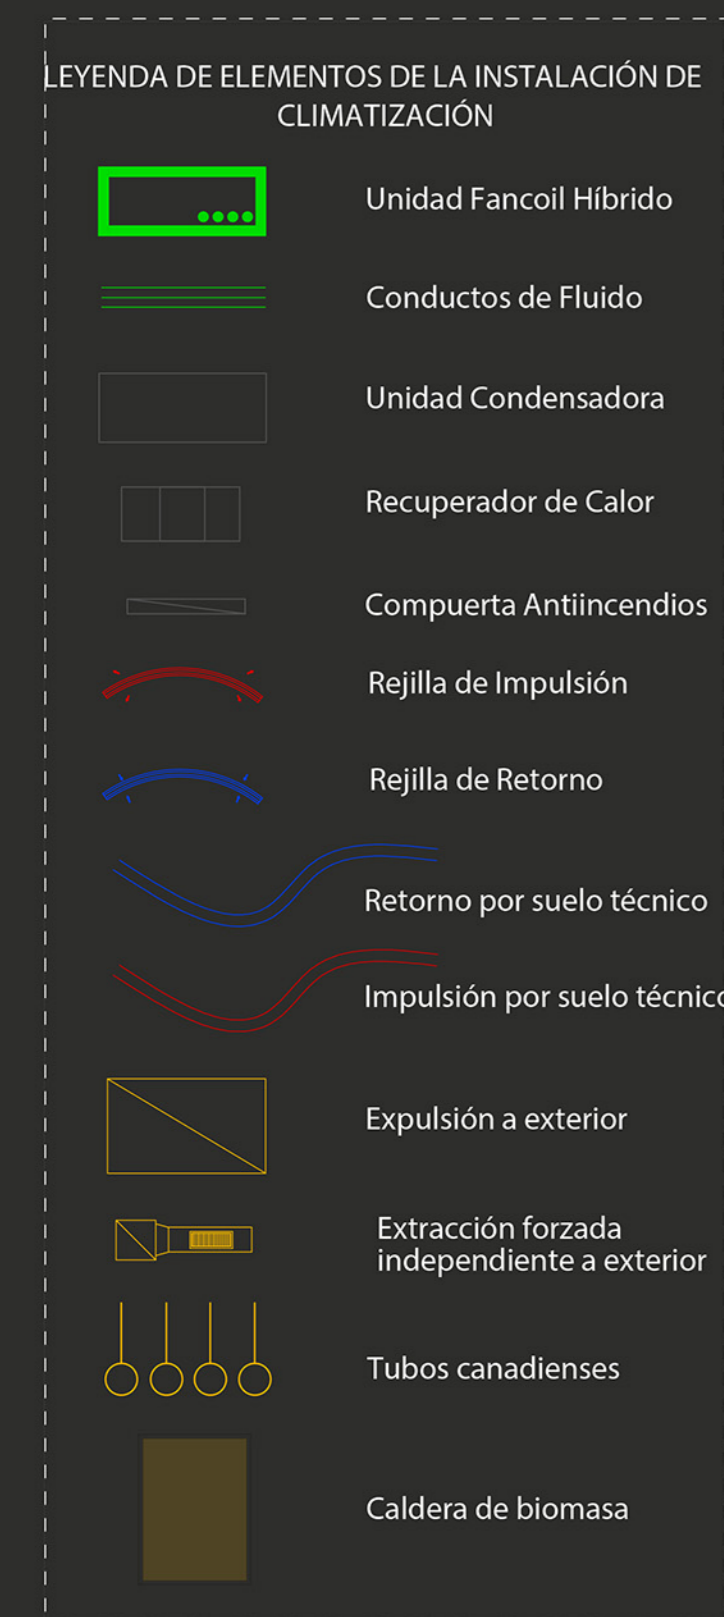 LEYENDA DE ELEMENTOS DE LA INSTALACIÓN DE
CLIMATIZACIÓN
Unidad Fancoil Híbrido
Conductos de Fluido
Unidad Condensadora
Recuperador de Calor
Compuerta Antiincendios
Rejilla de Impulsión
Rejilla de Retorno
Retorno por suelo técnico
Impulsión por suelo técnico
Expulsión a exterior
Extracción forzada
independiente a exterior
Tubos canadienses
Caldera de biomasa